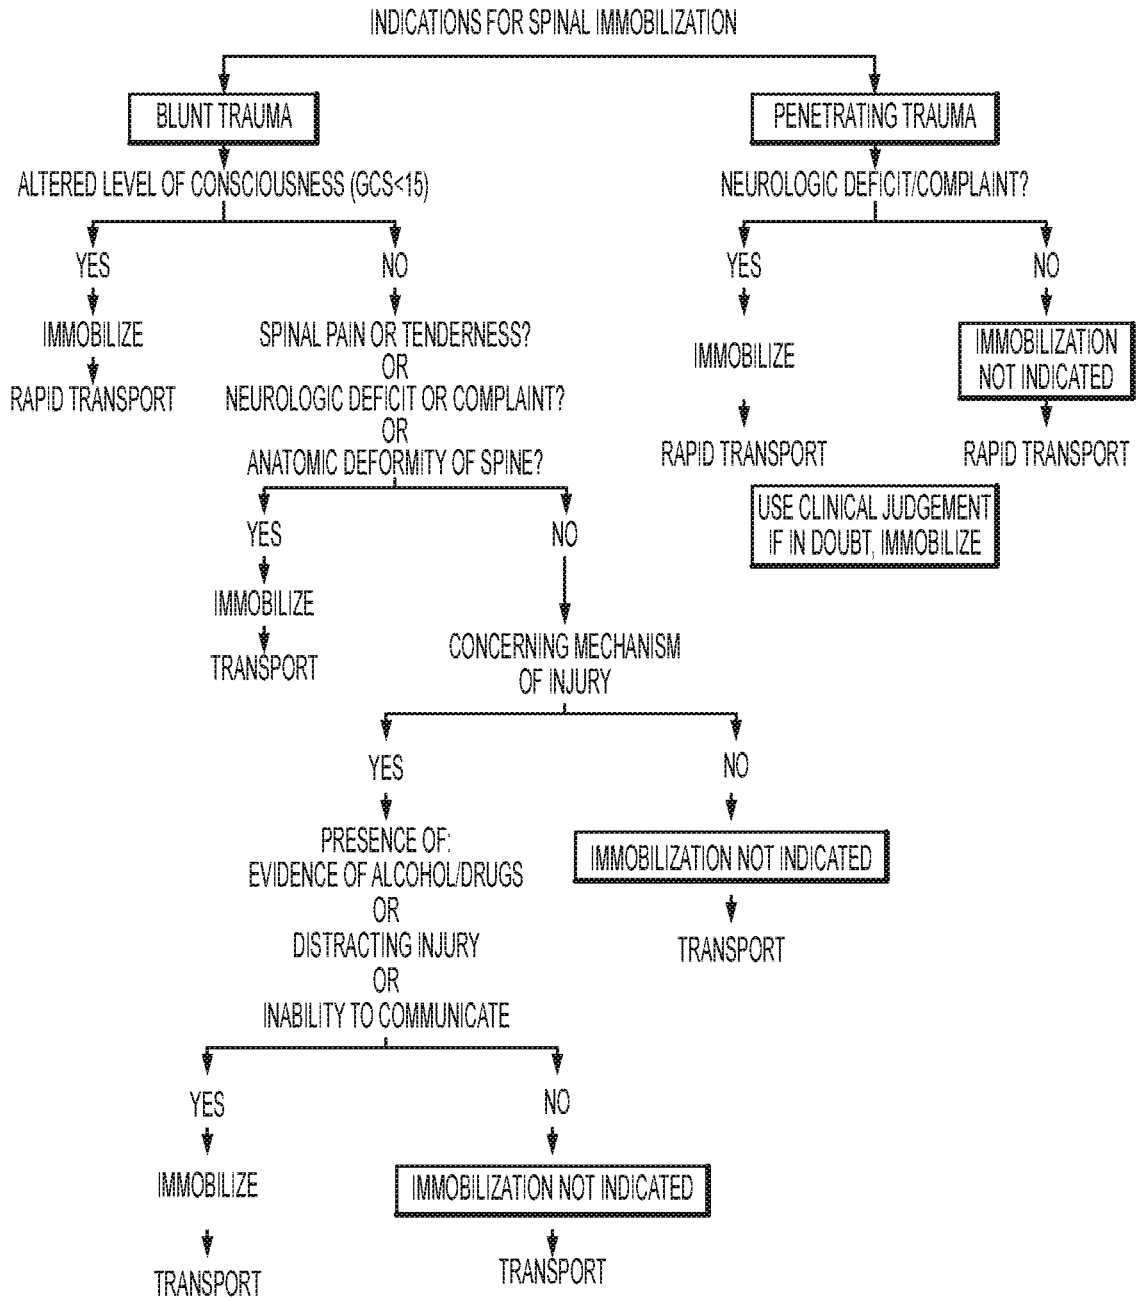 INDICATIONS FOR SPINAL IMMOBILIZATION
BLUNT TRAUMA
ALTERED LEVEL OF CONSCIOUSNESS (GCS<15)
YES
NO
IMMOBILIZE
RAPID TRANSPORT
SPINAL PAIN OR TENDERNESS?
OR
NEUROLOGIC DEFICIT OR COMPLAINT?
OR
ANATOMIC DEFORMITY OF SPINE?
YES
NO
IMMOBILIZE
TRANSPORT
CONCERNING MECHANISM
OF INJURY
YES
NO
PRESENCE OF:
EVIDENCE OF ALCOHOL/DRUGS
OR
DISTRACTING INJURY
OR
INABILITY TO COMMUNICATE
IMMOBILIZATION NOT INDICATED
TRANSPORT
YES
NO
IMMOBILIZE
TRANSPORT
IMMOBILIZATION NOT INDICATED
TRANSPORT
PENETRATING TRAUMA
NEUROLOGIC DEFICIT/COMPLAINT?
YES
NO
IMMOBILIZE
RAPID TRANSPORT
IMMOBILIZATION
NOT INDICATED
RAPID TRANSPORT
USE CLINICAL JUDGEMENT
IF IN DOUBT, IMMOBILIZE